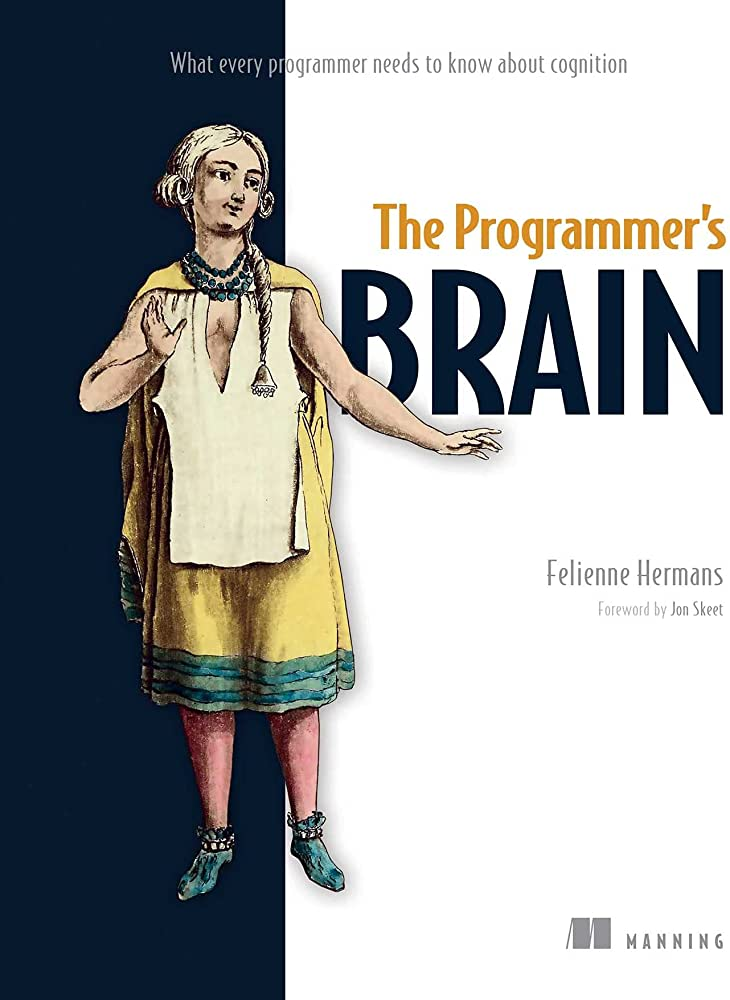 What every programmer needs to know about cognition
The Programmer's
BRAIN
Felienne Hermans
Foreword by Jon Skeet
MANNING